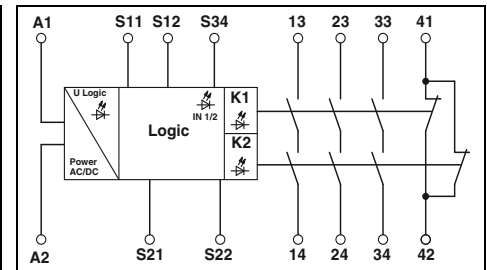 A1 S11 S12 S34 13 23 33 41
U Logic
K1
IN 1/2
Logic
K2
Power
AC/DC
A2 S21 S22 14 24 34 42